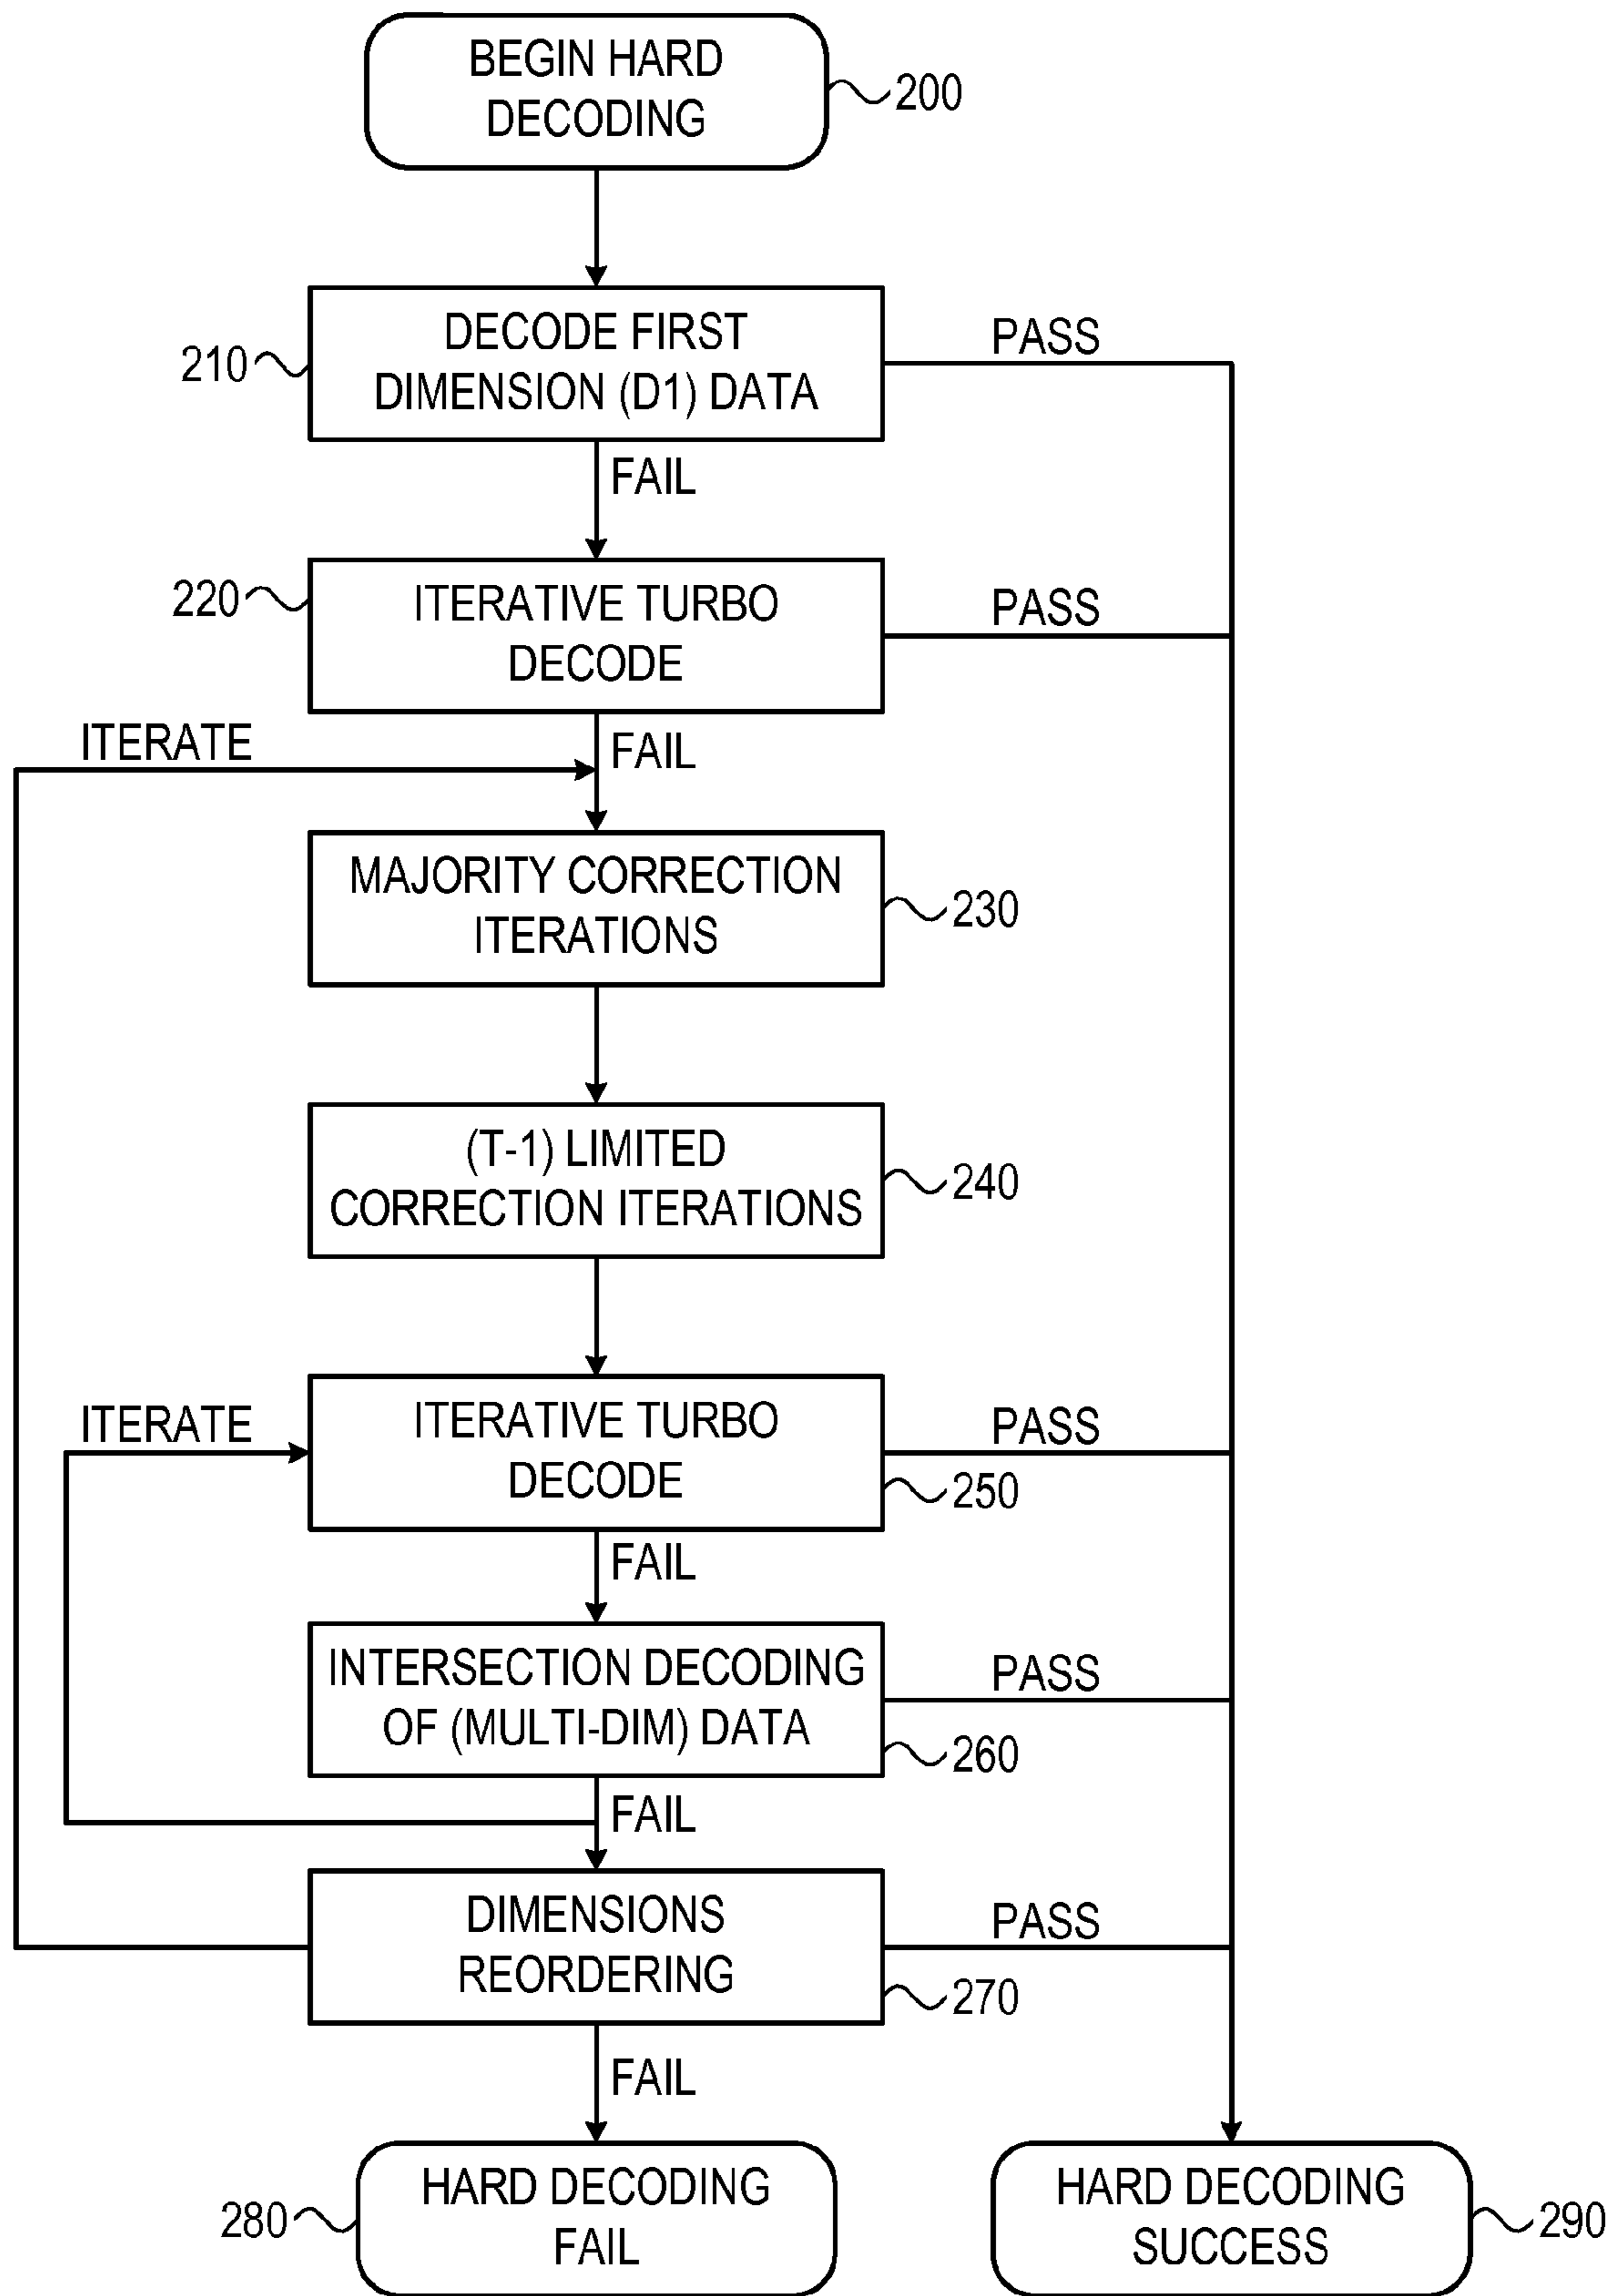 BEGIN HARD
DECODING
200
DECODE FIRST
DIMENSION (D1) DATA
210
PASS
FAIL
ITERATIVE TURBO
DECODE
220
PASS
ITERATE
FAIL
MAJORITY CORRECTION
ITERATIONS
230
(T-1) LIMITED
CORRECTION ITERATIONS
240
ITERATE
ITERATIVE TURBO
DECODE
PASS
250
FAIL
INTERSECTION DECODING
OF (MULTI-DIM) DATA
PASS
260
FAIL
DIMENSIONS
REORDERING
PASS
270
FAIL
HARD DECODING
FAIL
280
HARD DECODING
SUCCESS
290